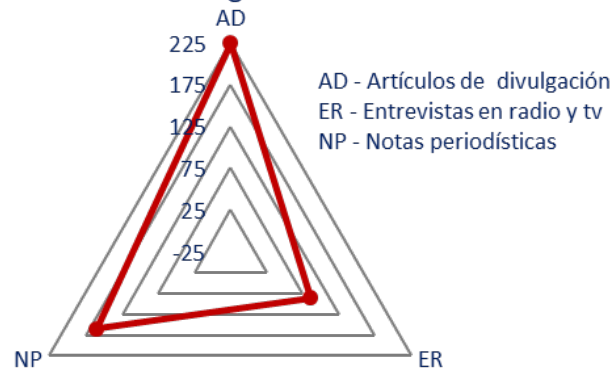 AD
225
175
125
75
25
-25
AD - Artículos de divulgación
ER - Entrevistas en radio y tv
NP - Notas periodísticas
NP
ER